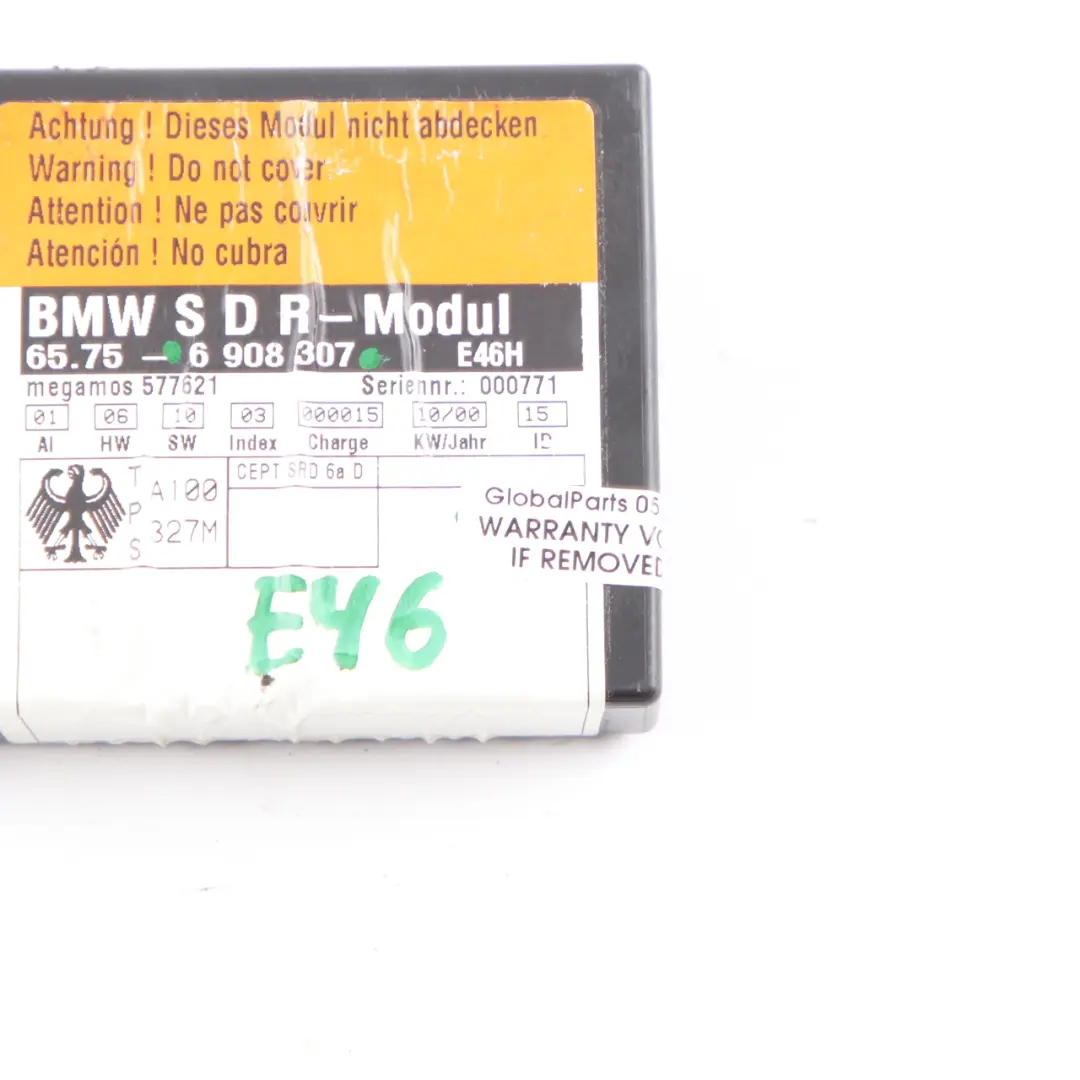 Achtung ! Dieses Modul nicht abdecken
Warning ! Do not cover
Attention ! Ne pas couvrir
Atención ! No cubra
BMW S D R – Modul
65.75 – 6 908 307 E46H
megamos 577621 Seriennr.: 000771
01 06 10 03 000015 10/00 15
AI HW SW Index Charge KW/Jahr ID
TPS A100 327M
CEPT SRD 6a D
GlobalParts 05
WARRANTY VO
IF REMOVED
E46